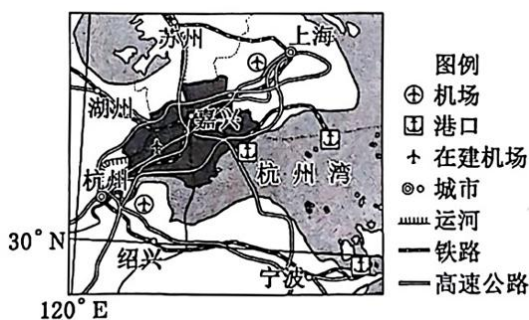 苏州
上海
湖州
嘉兴
杭州
杭州湾
30°N
绍兴
宁波
120°E
图例
机场
港口
在建机场
城市
运河
铁路
高速公路